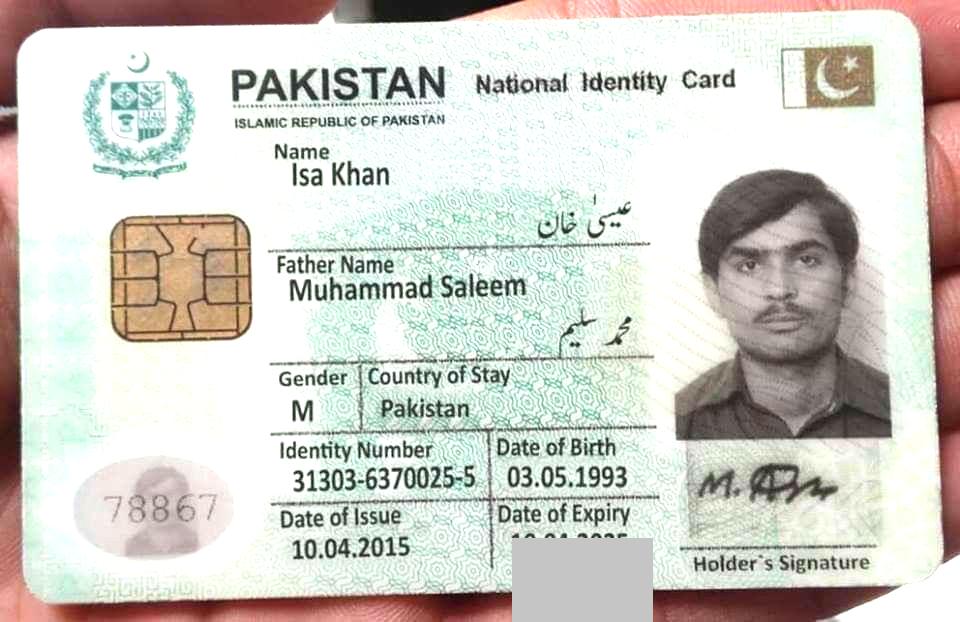 PAKISTAN National Identity Card
ISLAMIC REPUBLIC OF PAKISTAN
Name
Isa Khan
عیسیٰ خان
Father Name
Muhammad Saleem
محمد سلیم
Gender Country of Stay
M Pakistan
Identity Number Date of Birth
31303-6370025-5 03.05.1993
Date of Issue Date of Expiry
10.04.2015
78867
Holder`s Signature